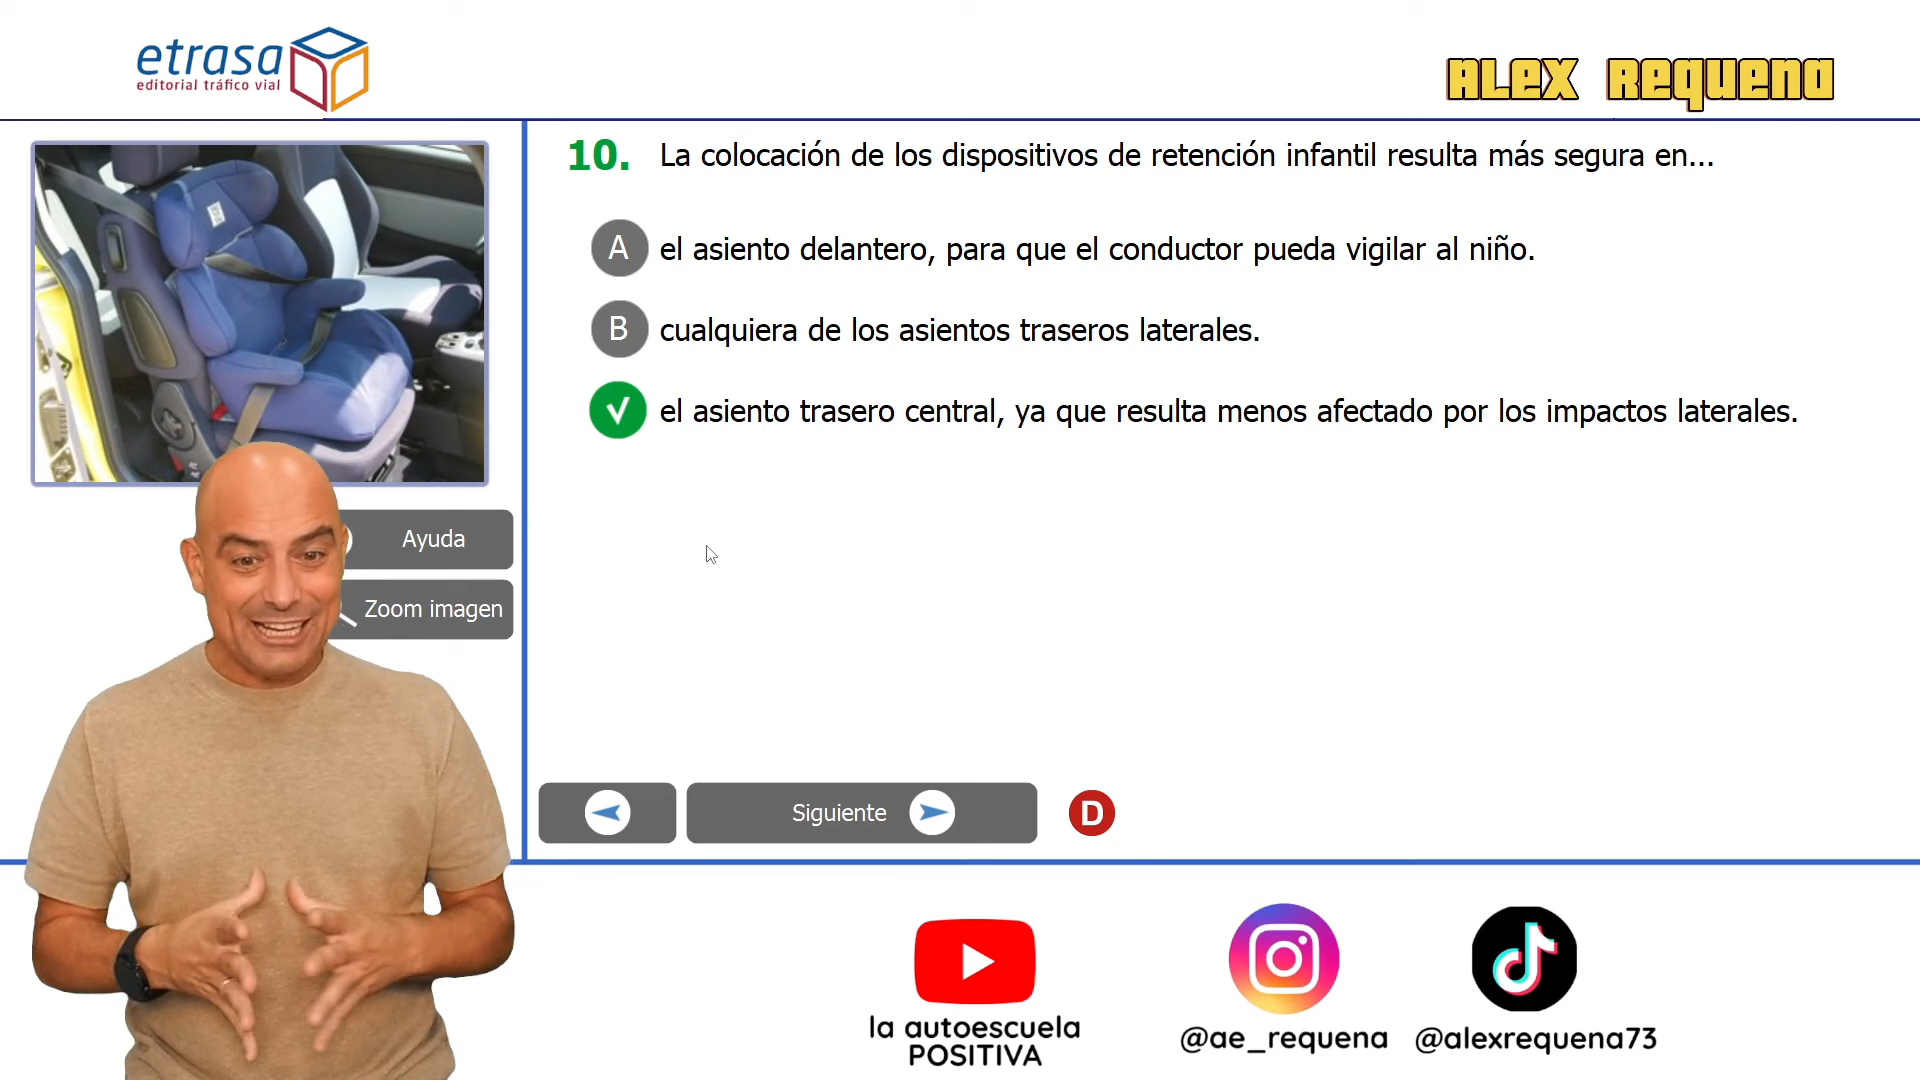 etrasa
editorial tráfico vial
ALEX REQUENA
10. La colocación de los dispositivos de retención infantil resulta más segura en...
A el asiento delantero, para que el conductor pueda vigilar al niño.
B cualquiera de los asientos traseros laterales.
√ el asiento trasero central, ya que resulta menos afectado por los impactos laterales.
Ayuda
Zoom imagen
Siguiente
D
la autoescuela
POSITIVA
@ae_requena
@alexrequena73